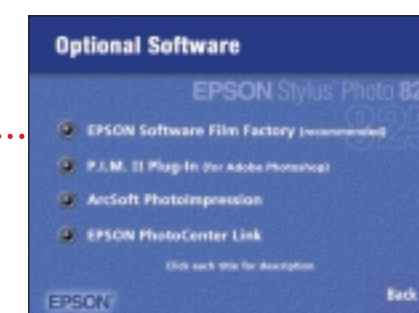 Optional Software
EPSON Stylus Photo 82
EPSON Software Film Factory (recommended)
P.I.M. II Plug-In (for Adobe Photoshop)
ArcSoft PhotoImpression
EPSON PhotoCenter Link
Click each title for description
Back
EPSON